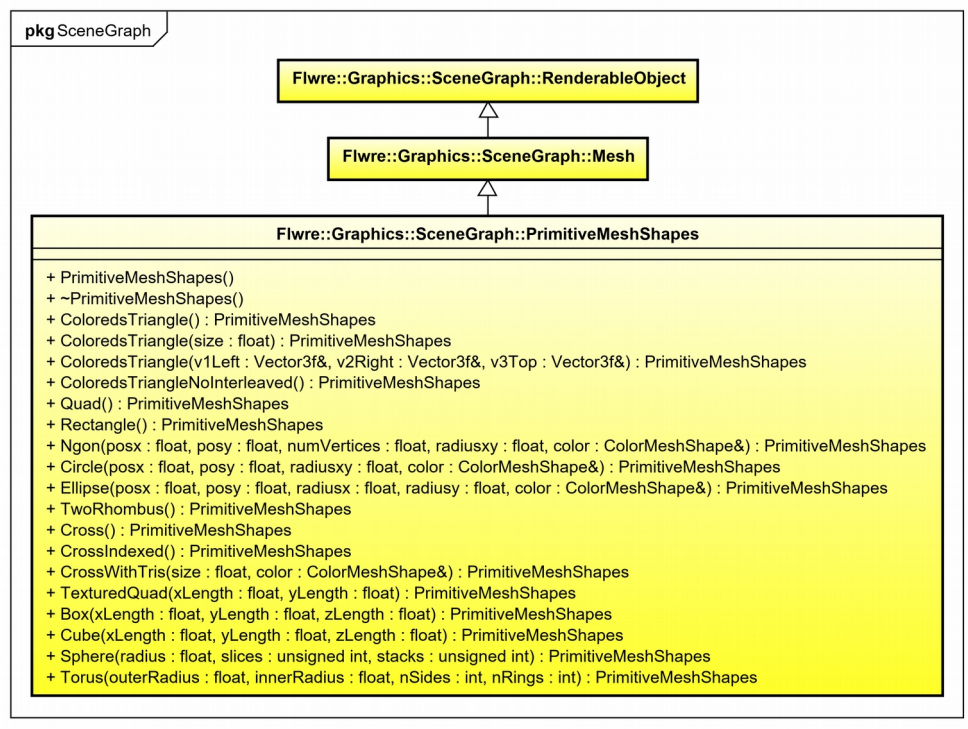 pkg SceneGraph
Flwre::Graphics::SceneGraph::RenderableObject
Flwre::Graphics::SceneGraph::Mesh
Flwre::Graphics::SceneGraph::PrimitiveMeshShapes
+ PrimitiveMeshShapes()
+ ~PrimitiveMeshShapes()
+ ColoredsTriangle() : PrimitiveMeshShapes
+ ColoredsTriangle(size : float) : PrimitiveMeshShapes
+ ColoredsTriangle(v1Left : Vector3f&, v2Right : Vector3f&, v3Top : Vector3f&) : PrimitiveMeshShapes
+ ColoredsTriangleNoInterleaved() : PrimitiveMeshShapes
+ Quad() : PrimitiveMeshShapes
+ Rectangle() : PrimitiveMeshShapes
+ Ngon(posx : float, posy : float, numVertices : float, radiusxy : float, color : ColorMeshShape&) : PrimitiveMeshShapes
+ Circle(posx : float, posy : float, radiusxy : float, color : ColorMeshShape&) : PrimitiveMeshShapes
+ Ellipse(posx : float, posy : float, radiusx : float, radiusy : float, color : ColorMeshShape&) : PrimitiveMeshShapes
+ TwoRhombus() : PrimitiveMeshShapes
+ Cross() : PrimitiveMeshShapes
+ CrossIndexed() : PrimitiveMeshShapes
+ CrossWithTris(size : float, color : ColorMeshShape&) : PrimitiveMeshShapes
+ TexturedQuad(xLength : float, yLength : float) : PrimitiveMeshShapes
+ Box(xLength : float, yLength : float, zLength : float) : PrimitiveMeshShapes
+ Cube(xLength : float, yLength : float, zLength : float) : PrimitiveMeshShapes
+ Sphere(radius : float, slices : unsigned int, stacks : unsigned int) : PrimitiveMeshShapes
+ Torus(outerRadius : float, innerRadius : float, nSides : int, nRings : int) : PrimitiveMeshShapes